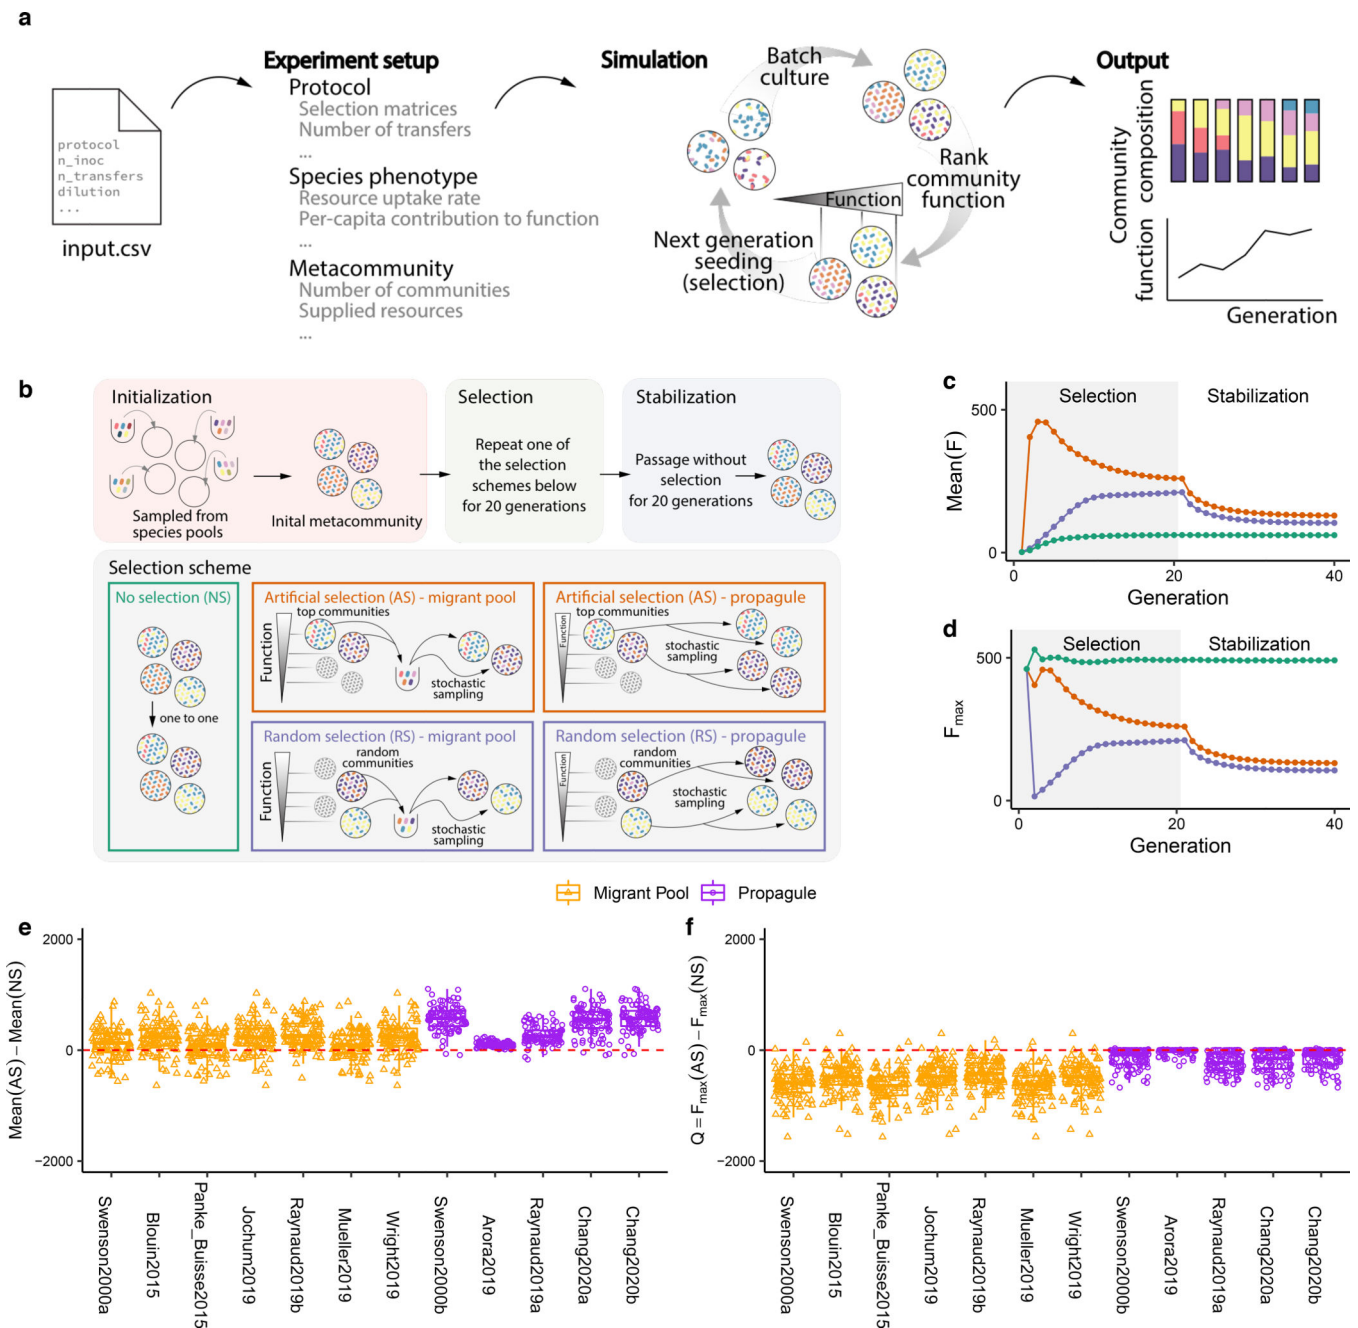 a
protocol
n_inoc
n_transfers
dilution
...
input.csv
Experiment setup
Protocol
Selection matrices
Number of transfers
...
Species phenotype
Resource uptake rate
Per-capita contribution to function
...
Metacommunity
Number of communities
Supplied resources
...
Simulation
Batch
culture
Rank
community
function
Function
Next generation
seeding
(selection)
Output
Community
composition
Community
function
Generation
b
Initialization
Sampled from
species pools
Inital metacommunity
Selection
Repeat one of
the selection
schemes below
for 20 generations
Stabilization
Passage without
selection
for 20 generations
Selection scheme
No selection (NS)
one to one
Artificial selection (AS) - migrant pool
top communities
Function
stochastic
sampling
Artificial selection (AS) - propagule
top communities
Function
stochastic
sampling
Random selection (RS) - migrant pool
random
communities
Function
stochastic
sampling
Random selection (RS) - propagule
random
communities
Function
stochastic
sampling
c
Selection
Stabilization
Mean(F)
500
0
0
20
40
Generation
d
Selection
Stabilization
Fmax
500
0
0
20
40
Generation
Migrant Pool
Propagule
e
Mean(AS) − Mean(NS)
2000
0
−2000
Swenson2000a
Blouin2015
Panke_Buisse2015
Jochum2019
Raynaud2019b
Mueller2019
Wright2019
Swenson2000b
Arora2019
Raynaud2019a
Chang2020a
Chang2020b
f
Q = Fmax(AS) − Fmax(NS)
2000
0
−2000
Swenson2000a
Blouin2015
Panke_Buisse2015
Jochum2019
Raynaud2019b
Mueller2019
Wright2019
Swenson2000b
Arora2019
Raynaud2019a
Chang2020a
Chang2020b